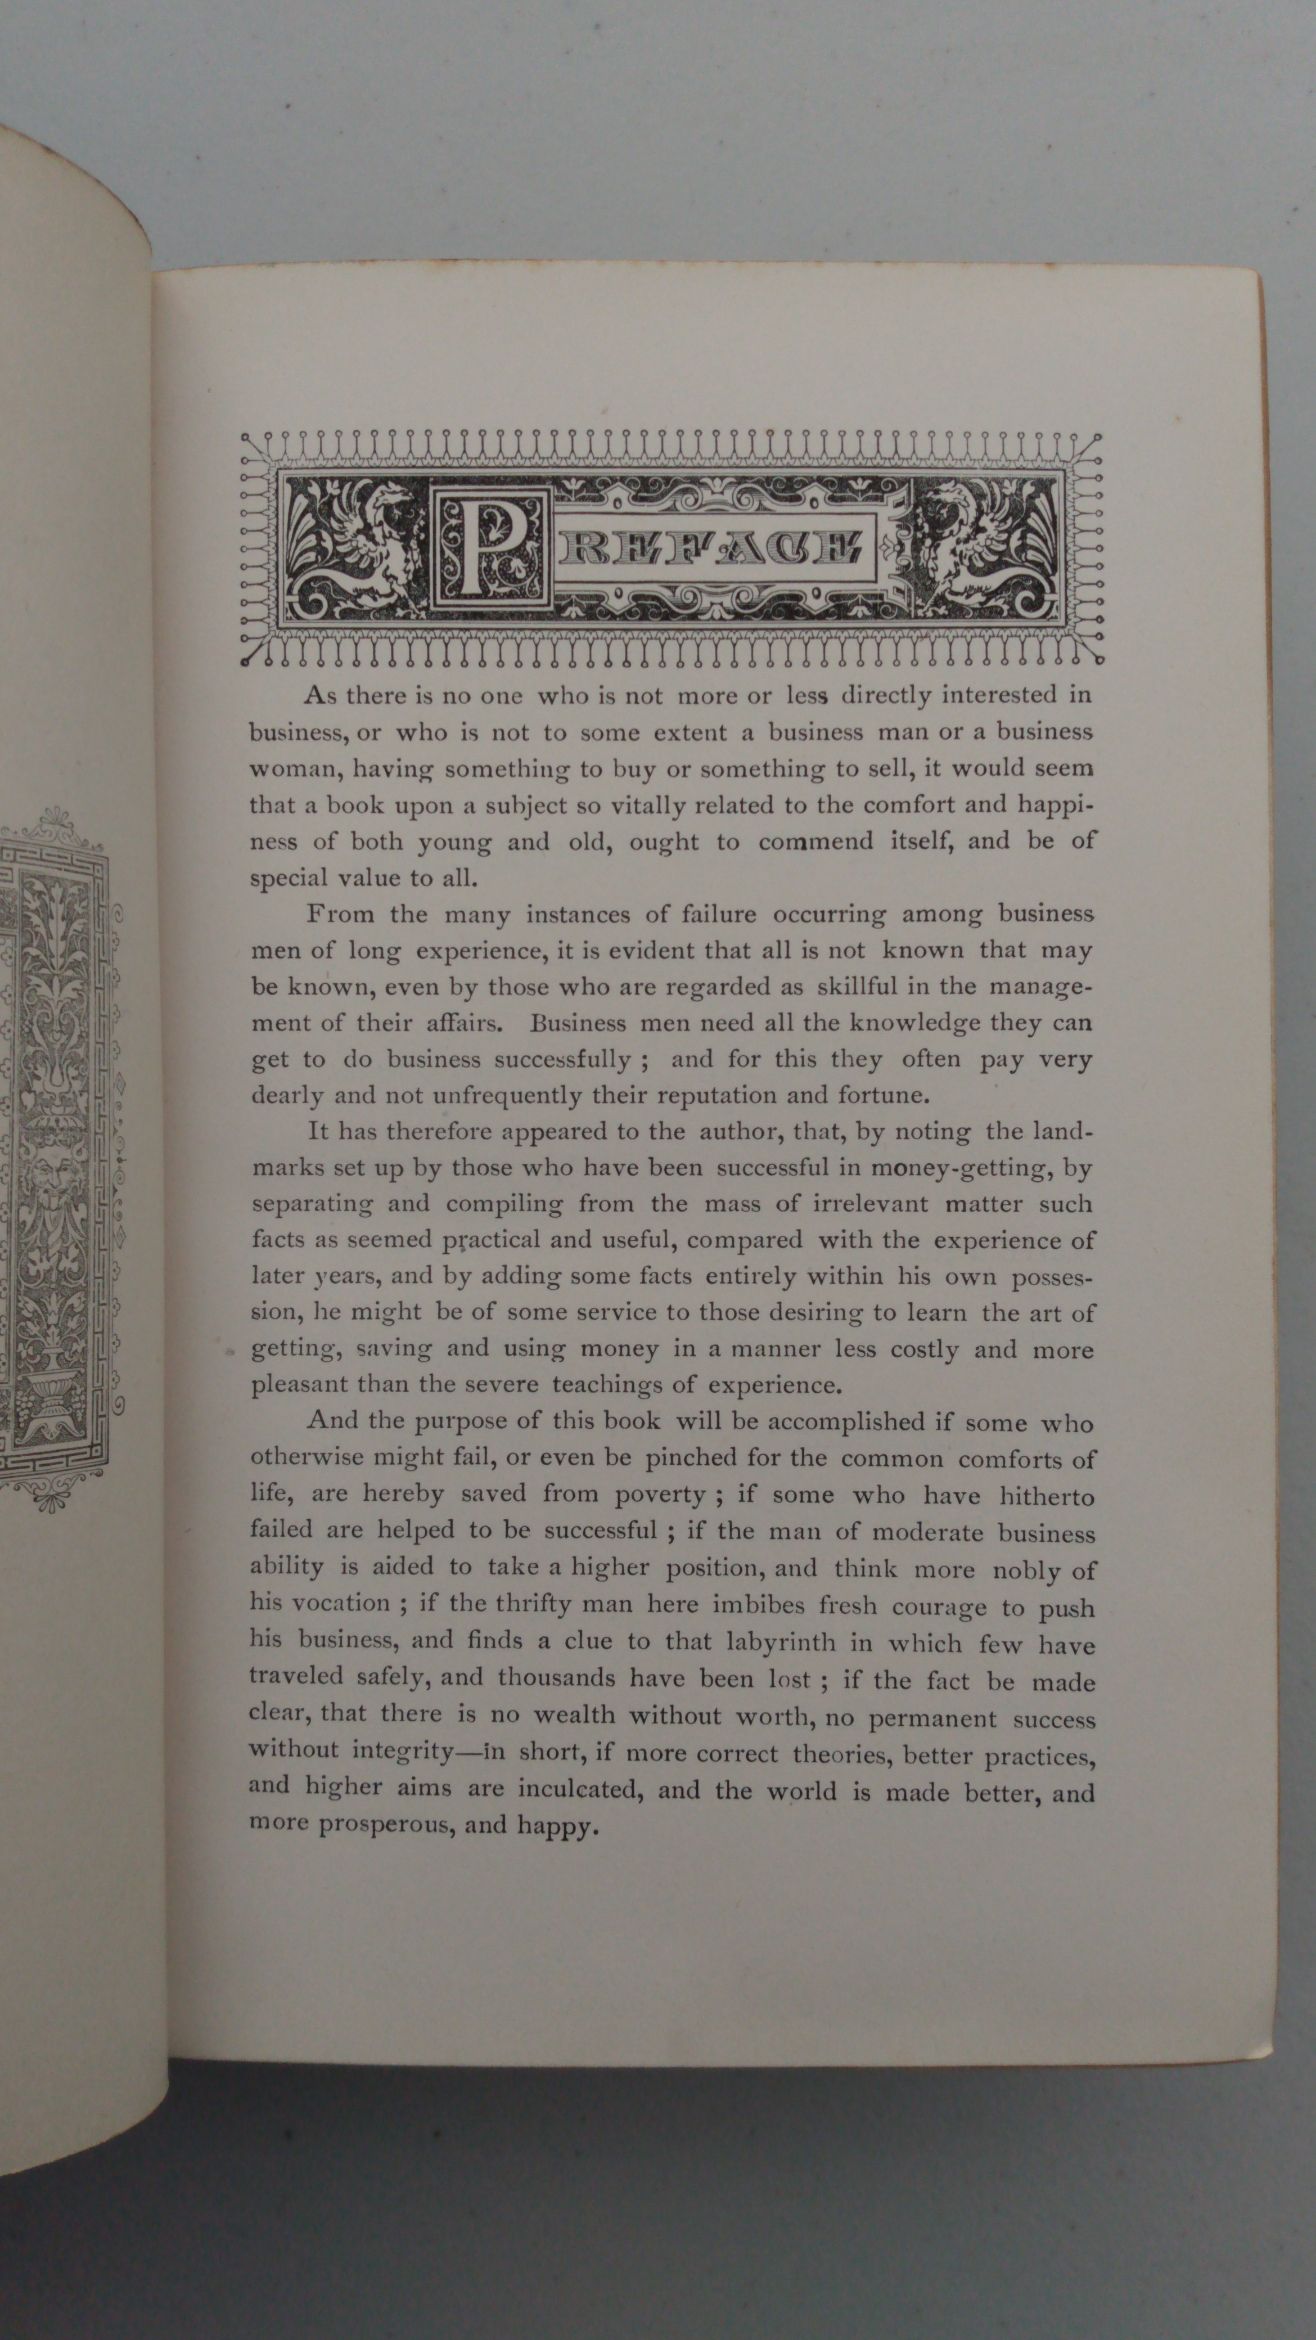 PREFACE
As there is no one who is not more or less directly interested in
business, or who is not to some extent a business man or a business
woman, having something to buy or something to sell, it would seem
that a book upon a subject so vitally related to the comfort and happi-
ness of both young and old, ought to commend itself, and be of
special value to all.
From the many instances of failure occurring among business
men of long experience, it is evident that all is not known that may
be known, even by those who are regarded as skillful in the manage-
ment of their affairs. Business men need all the knowledge they can
get to do business successfully ; and for this they often pay very
dearly and not unfrequently their reputation and fortune.
It has therefore appeared to the author, that, by noting the land-
marks set up by those who have been successful in money-getting, by
separating and compiling from the mass of irrelevant matter such
facts as seemed practical and useful, compared with the experience of
later years, and by adding some facts entirely within his own posses-
sion, he might be of some service to those desiring to learn the art of
getting, saving and using money in a manner less costly and more
pleasant than the severe teachings of experience.
And the purpose of this book will be accomplished if some who
otherwise might fail, or even be pinched for the common comforts of
life, are hereby saved from poverty ; if some who have hitherto
failed are helped to be successful ; if the man of moderate business
ability is aided to take a higher position, and think more nobly of
his vocation ; if the thrifty man here imbibes fresh courage to push
his business, and finds a clue to that labyrinth in which few have
traveled safely, and thousands have been lost ; if the fact be made
clear, that there is no wealth without worth, no permanent success
without integrity—in short, if more correct theories, better practices,
and higher aims are inculcated, and the world is made better, and
more prosperous, and happy.